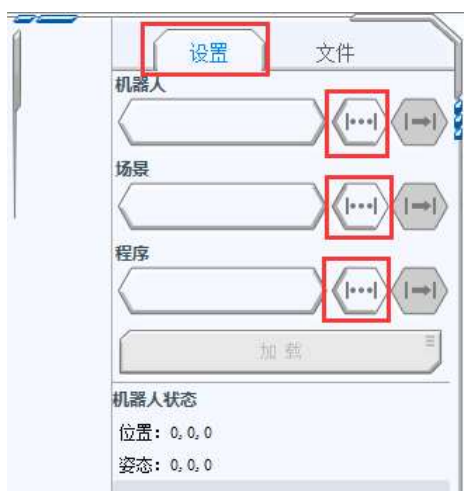 设置 文件
机器人
场景
程序
加 载
机器人状态
位置: 0, 0, 0
姿态: 0, 0, 0